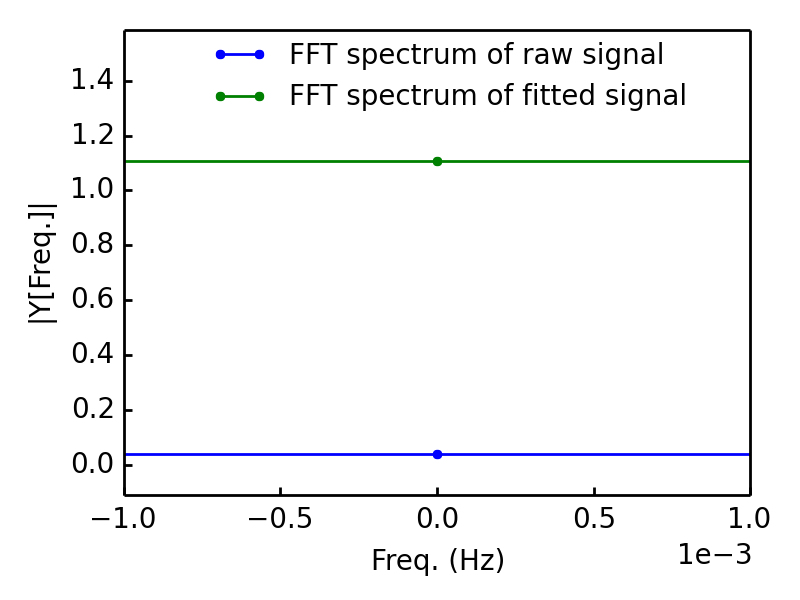 FFT spectrum of raw signal
FFT spectrum of fitted signal
1.4
1.2
1.0
0.8
0.6
0.4
0.2
0.0
|Y[Freq.]|
−1.0 −0.5 0.0 0.5 1.0
Freq. (Hz)
1e−3